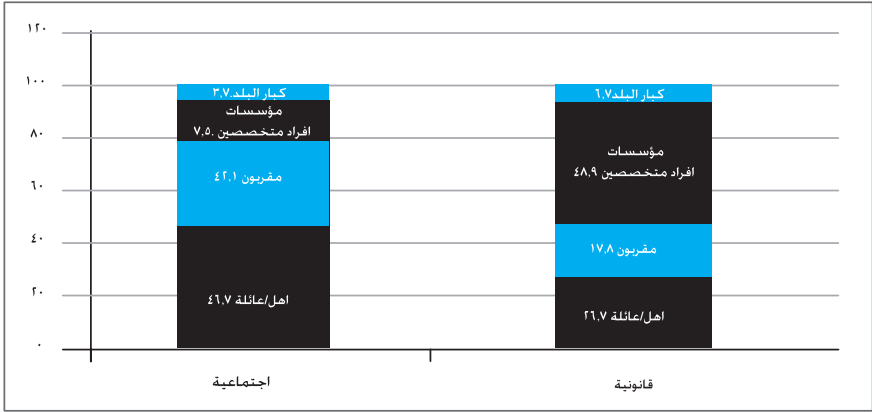 ١٢٠
١٠٠
٨٠
٦٠
٤٠
٢٠
٠
كبار البلد.٣,٧
مؤسسات
افراد متخصصين .٧,٥
مقربون ٤٢,١
اهل/عائلة ٤٦,٧
كبار البلد٦,٧
مؤسسات
افراد متخصصين ٤٨,٩
مقربون ١٧,٨
اهل/عائلة ٢٦,٧
اجتماعية
قانونية